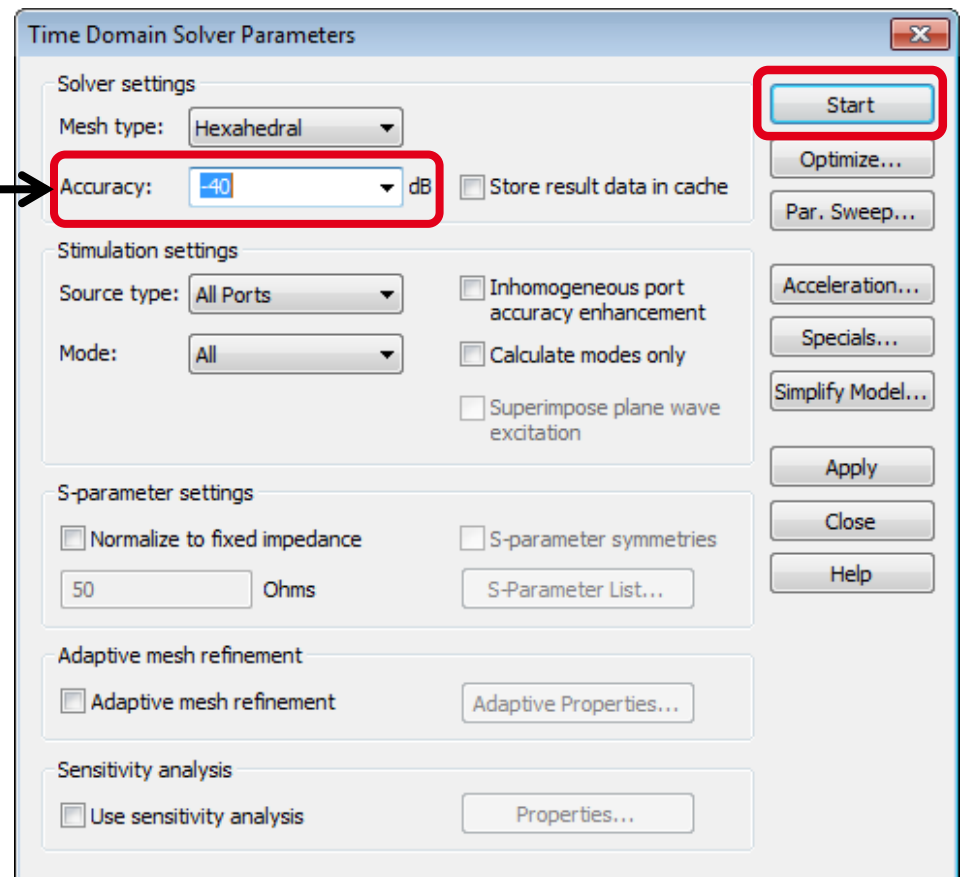 Time Domain Solver Parameters
Solver settings
Mesh type: Hexahedral
Accuracy: -40 dB
Store result data in cache
Stimulation settings
Source type: All Ports
Inhomogeneous port
accuracy enhancement
Mode: All
Calculate modes only
Superimpose plane wave
excitation
S-parameter settings
Normalize to fixed impedance
S-parameter symmetries
50 Ohms
S-Parameter List...
Adaptive mesh refinement
Adaptive mesh refinement
Adaptive Properties...
Sensitivity analysis
Use sensitivity analysis
Properties...
Start
Optimize...
Par. Sweep...
Acceleration...
Specials...
Simplify Model...
Apply
Close
Help